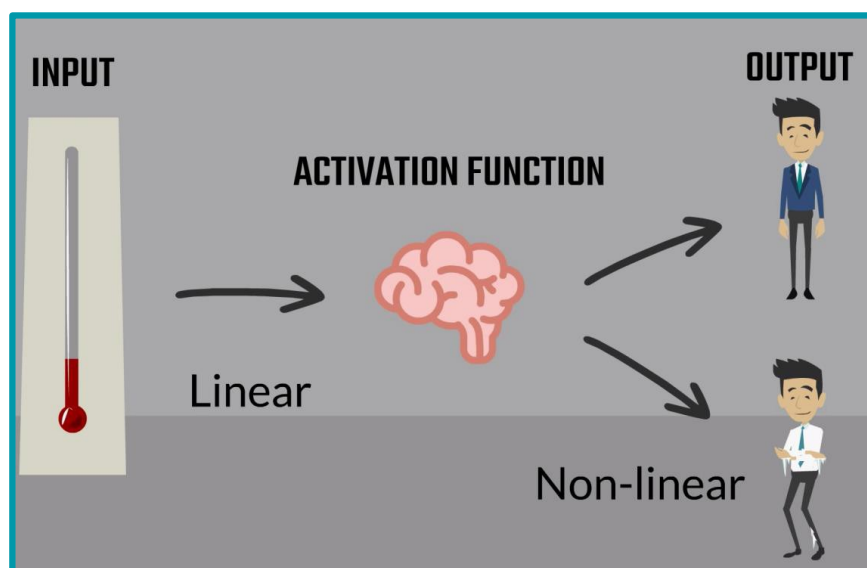 INPUT
OUTPUT
ACTIVATION FUNCTION
Linear
Non-linear